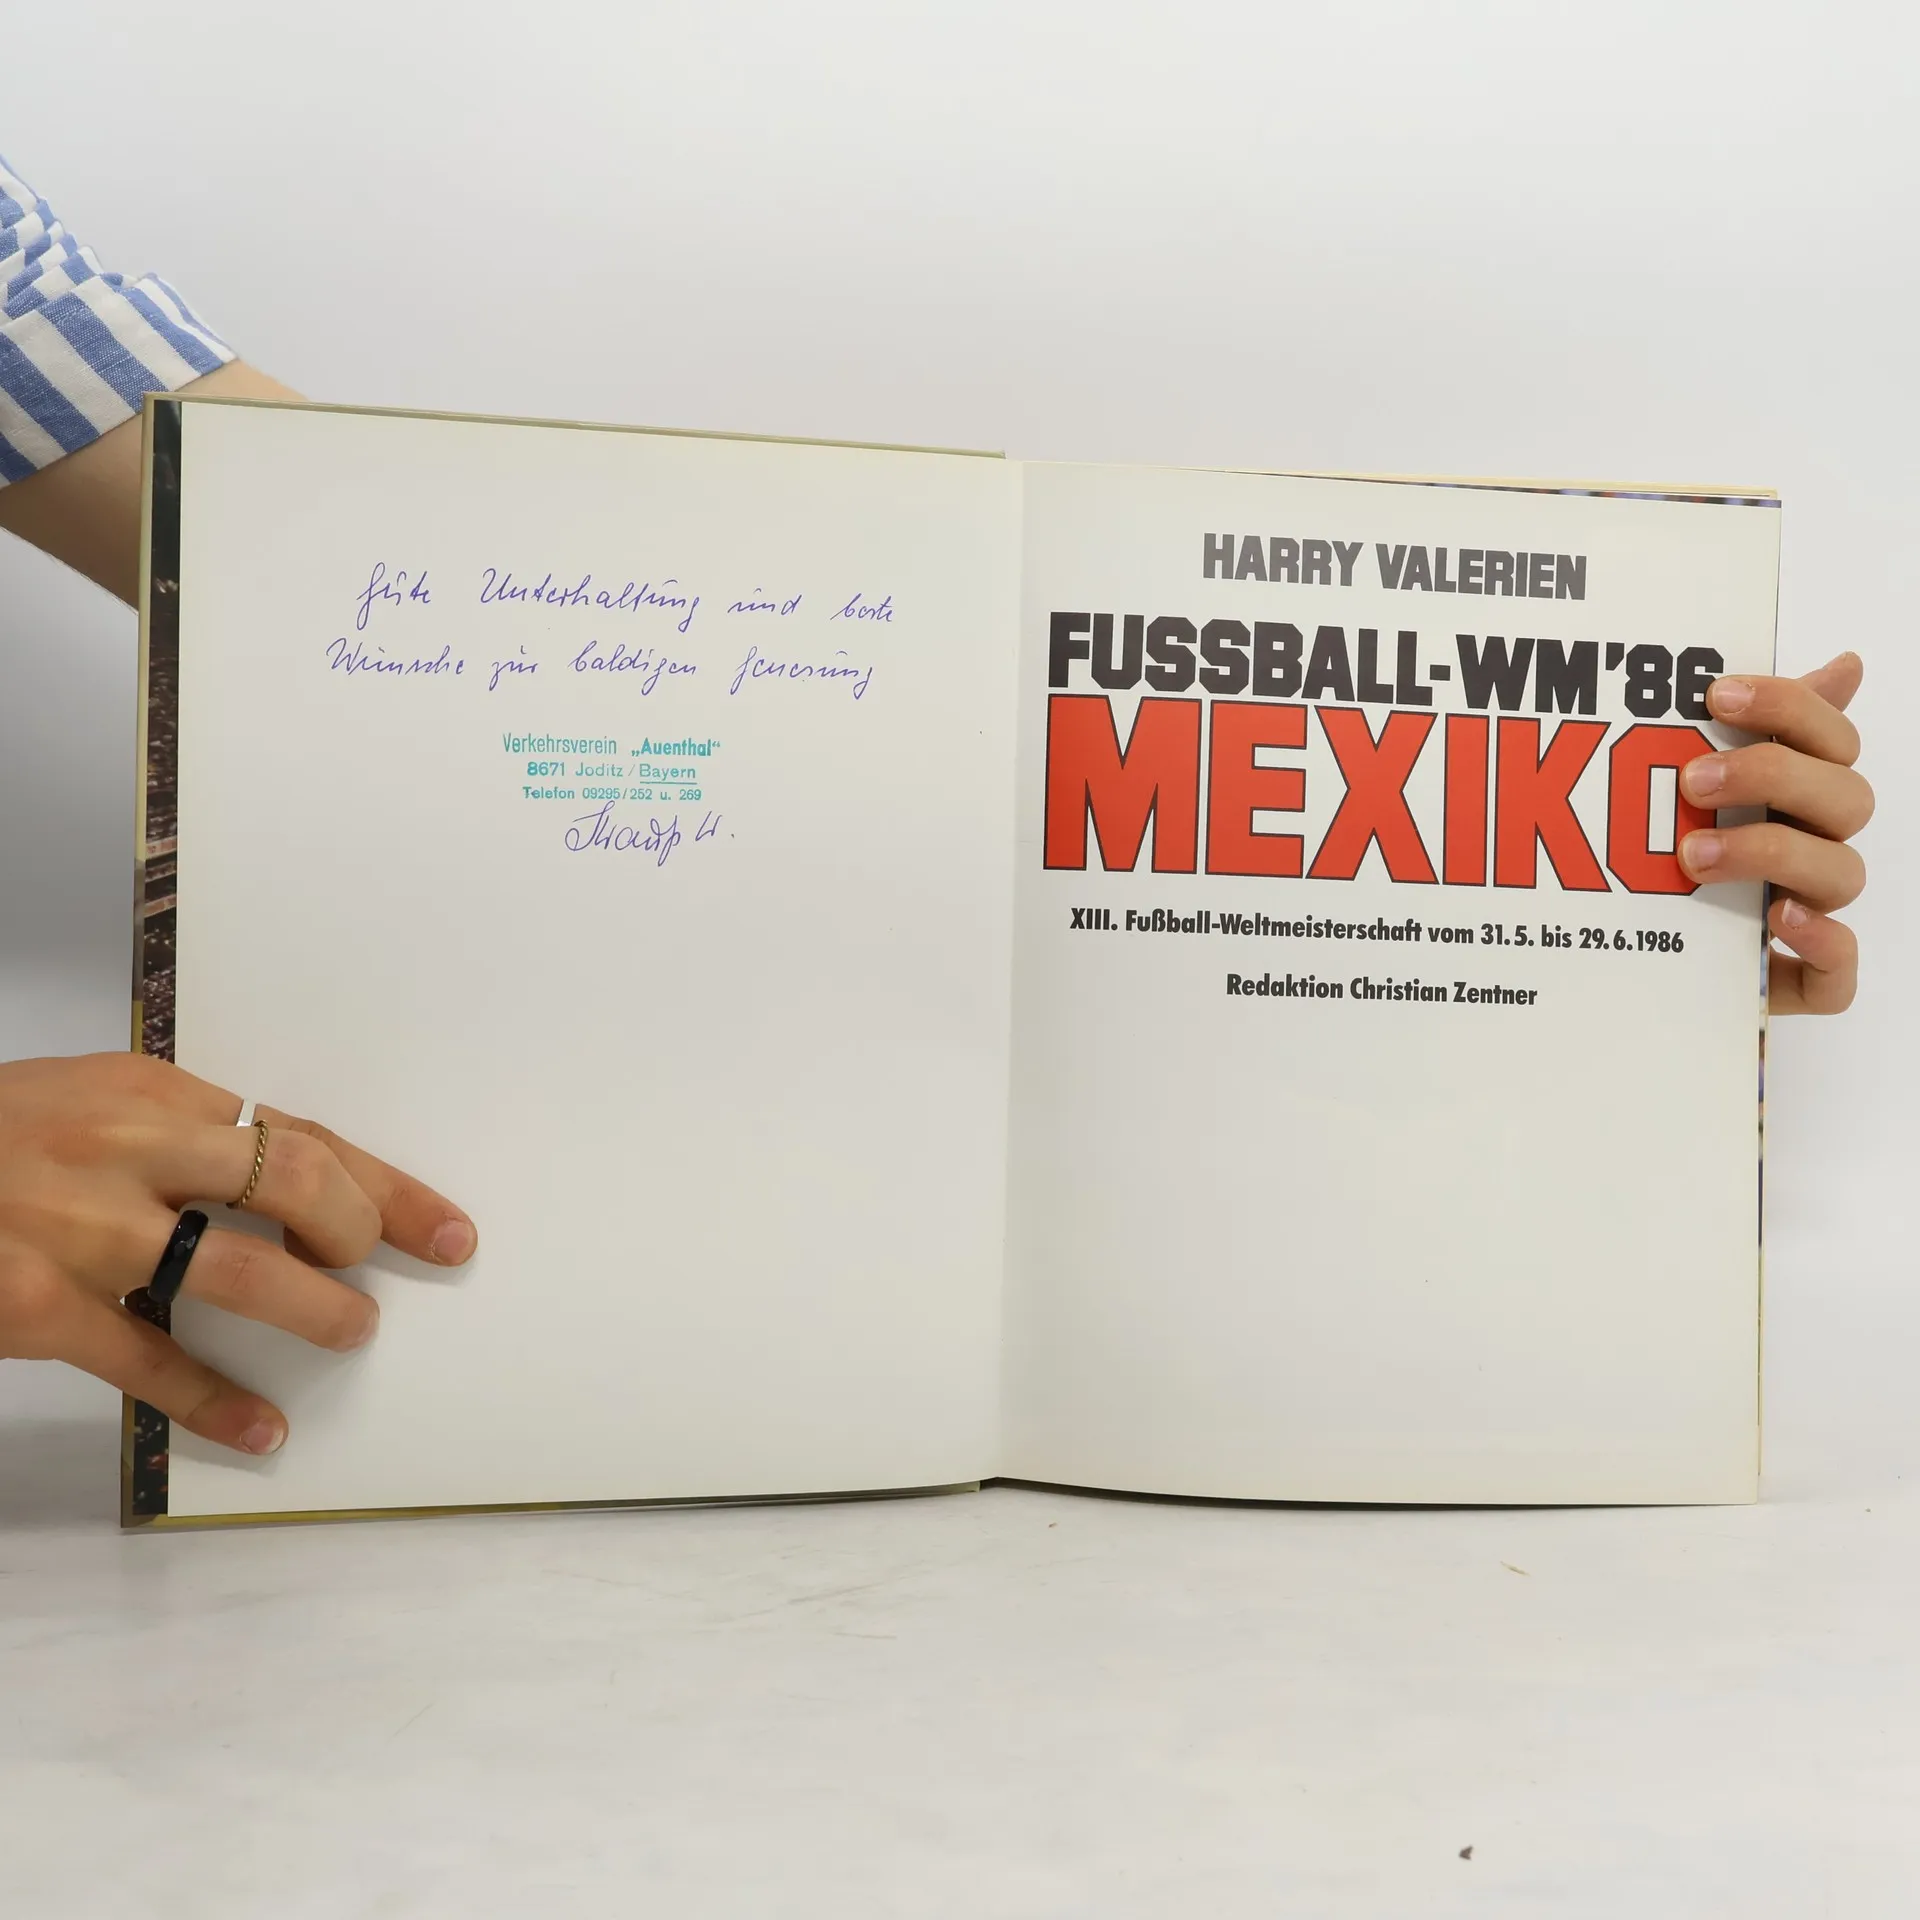 Gute Unterhaltung und beste
Wünsche zur baldigen Genesung
Verkehrsverein „Auenthal“
8671 Joditz / Bayern
Telefon 09295/252 u. 269
HARRY VALERIEN
FUSSBALL-WM’86
MEXIKO
XIII. Fußball-Weltmeisterschaft vom 31.5. bis 29.6.1986
Redaktion Christian Zentner